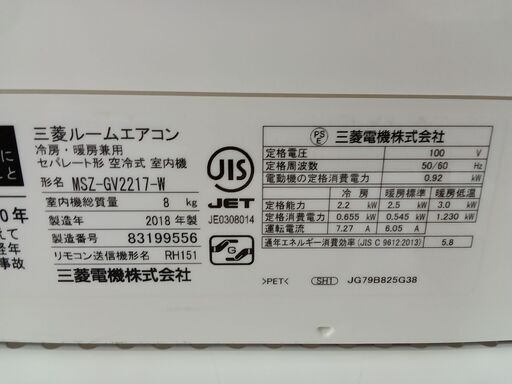 に
こと
0年
えて
経年
事故
三菱ルームエアコン
冷房・暖房兼用
セパレート形 空冷式 室内機
形名 MSZ-GV2217-W
室内機総質量 8 kg
製造年 2018年製
製造番号 83199556
リモコン送信機形名 RH151
三菱電機株式会社
JIS
JET
JE0308014
G
PS
E
三菱電機株式会社
定格電圧 100 V
定格周波数 50/60 Hz
電動機の定格消費電力 0.92 kW
冷 房 暖房標準 暖房低温
定格能力 2.2 kW 2.5 kW 3.0 kW
定格消費電力 0.655 kW 0.545 kW 1.230 kW
運転電流 7.27 A 6.05 A
通年エネルギー消費効率(JIS C 9612:2013) 5.8
>PET< SH1 JG79B825G38